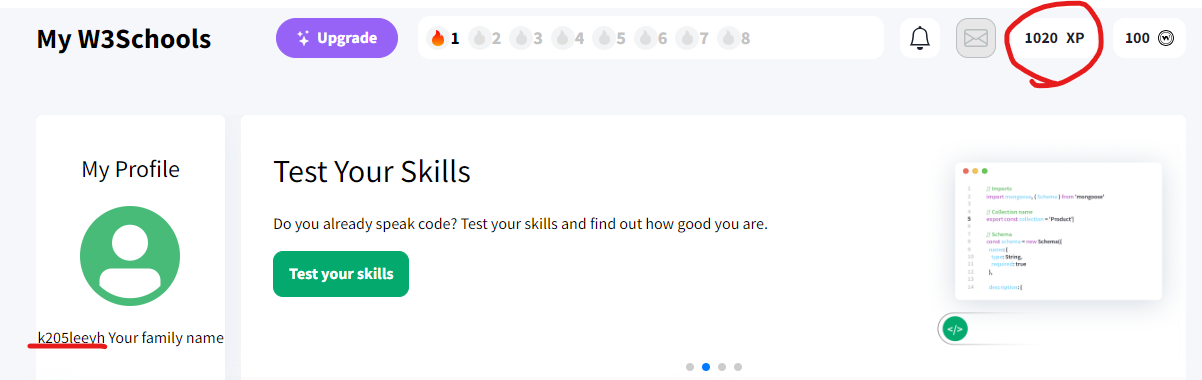 My W3Schools
Upgrade
1 2 3 4 5 6 7 8
1020 XP
100
My Profile
k205leeyh Your family name
Test Your Skills
Do you already speak code? Test your skills and find out how good you are.
Test your skills
1 // Imports
2 import mongoose, { Schema } from 'mongoose'
3
4 // Collection name
5 export const collection = 'Product'
6
7 // Schema
8 const schema = new Schema({
9 name: {
10 type: String,
11 required: true
12 },
13
14 description: {
</>